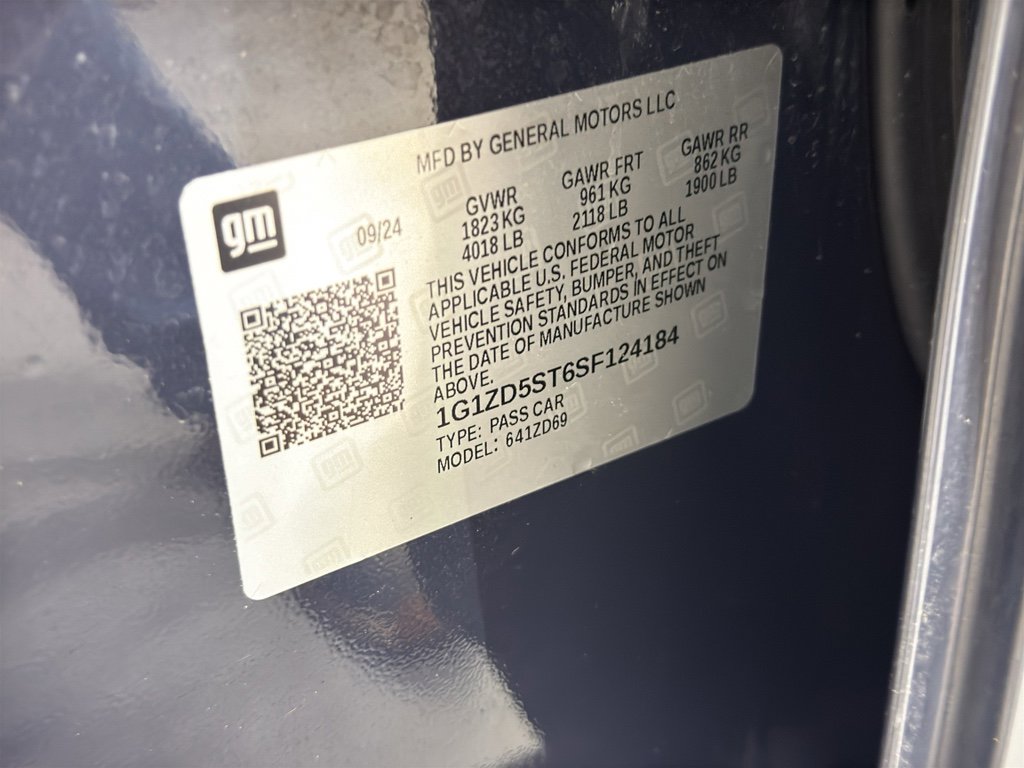 MFD BY GENERAL MOTORS LLC
gm
09/24
GVWR
1823 KG
4018 LB
GAWR FRT
961 KG
2118 LB
GAWR RR
862 KG
1900 LB
THIS VEHICLE CONFORMS TO ALL
APPLICABLE U.S. FEDERAL MOTOR
VEHICLE SAFETY, BUMPER, AND THEFT
PREVENTION STANDARDS IN EFFECT ON
THE DATE OF MANUFACTURE SHOWN
ABOVE.
1G1ZD5ST6SF124184
TYPE: PASS CAR
MODEL: 641ZD69